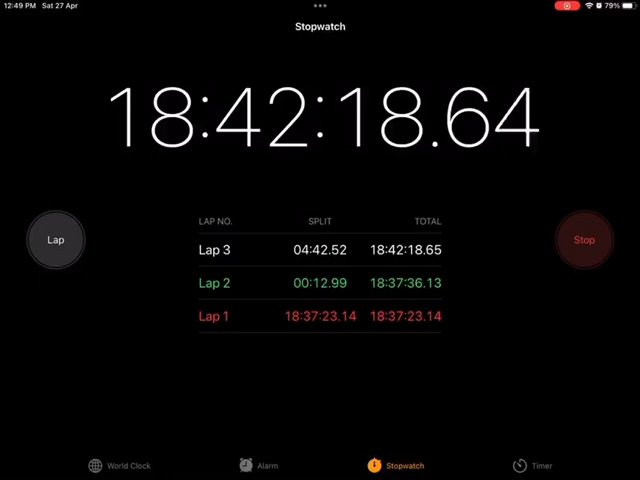 12:49 PM Sat 27 Apr
79%
Stopwatch
18:42:18.64
Lap
Stop
LAP NO. SPLIT TOTAL
Lap 3 04:42.52 18:42:18.65
Lap 2 00:12.99 18:37:36.13
Lap 1 18:37:23.14 18:37:23.14
World Clock Alarm Stopwatch Timer